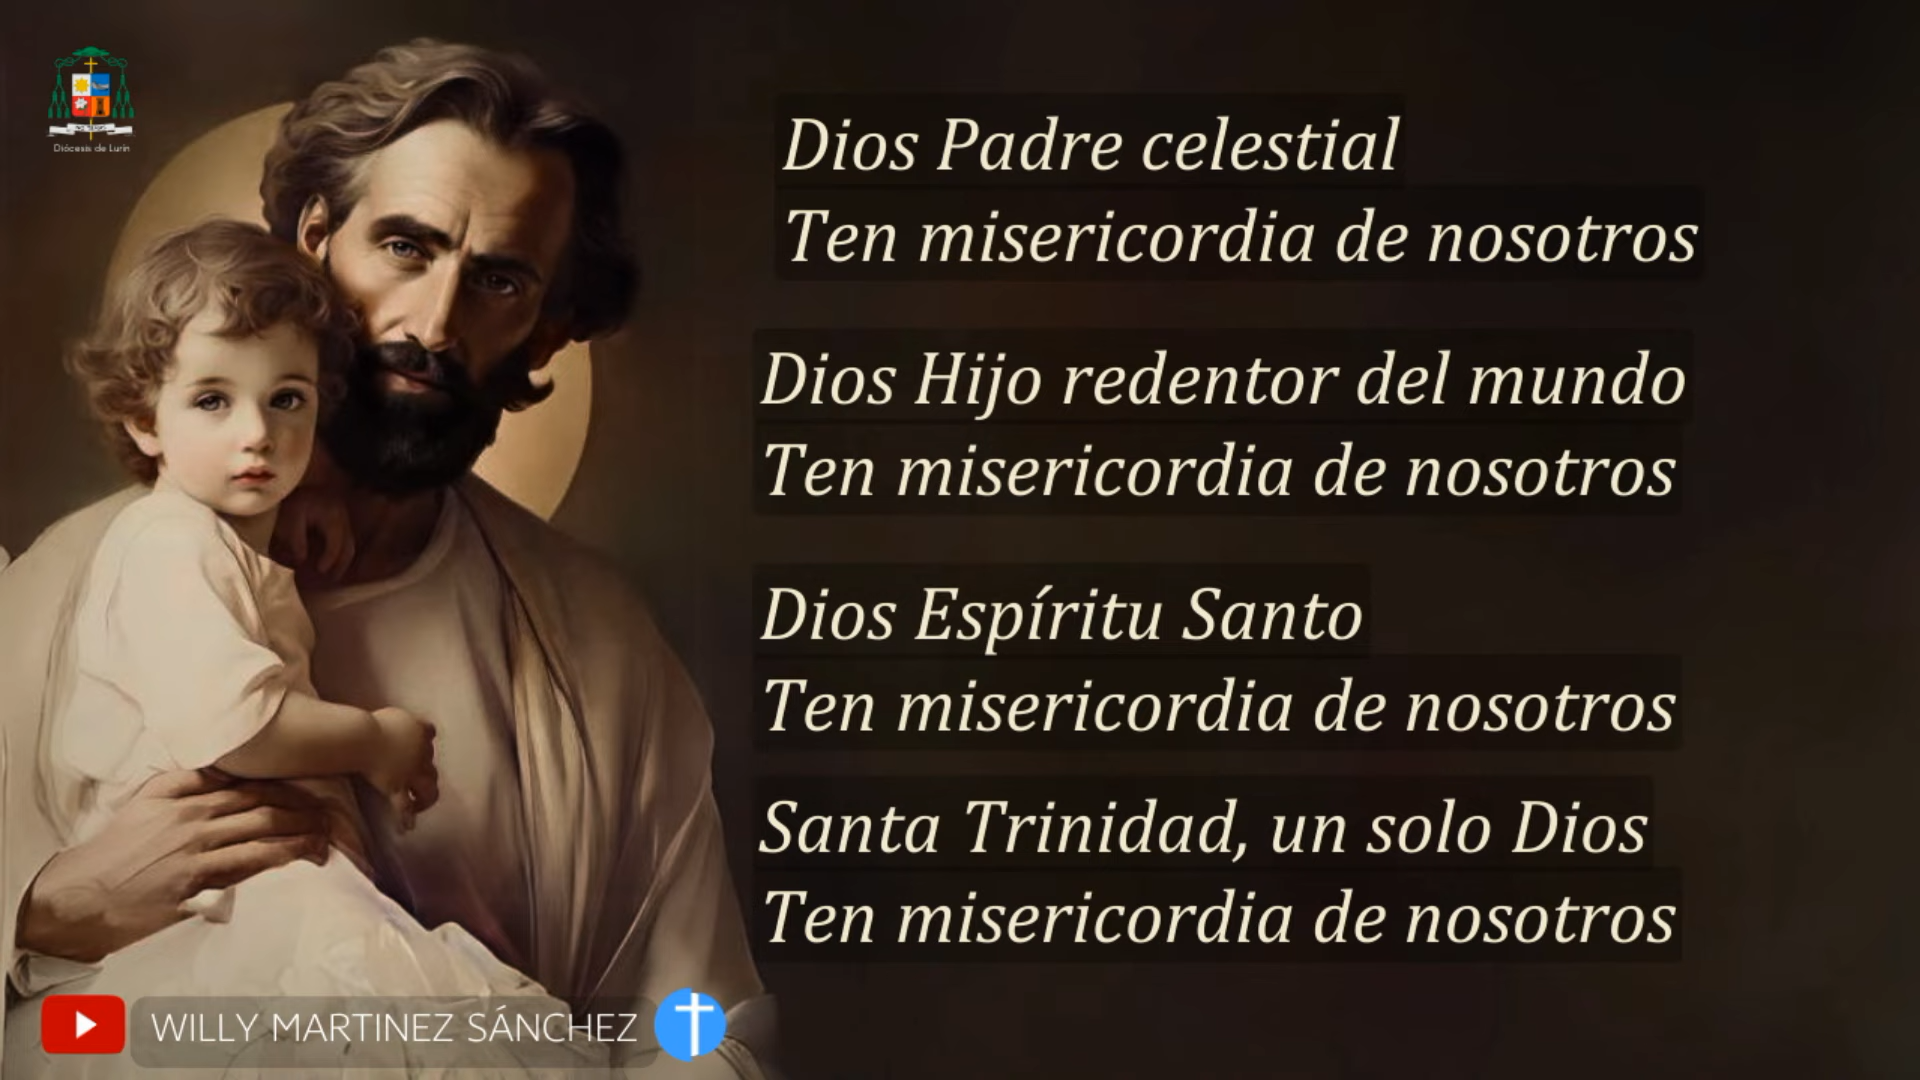 Diócesis de Lurín
Dios Padre celestial
Ten misericordia de nosotros
Dios Hijo redentor del mundo
Ten misericordia de nosotros
Dios Espíritu Santo
Ten misericordia de nosotros
Santa Trinidad, un solo Dios
Ten misericordia de nosotros
WILLY MARTINEZ SÁNCHEZ